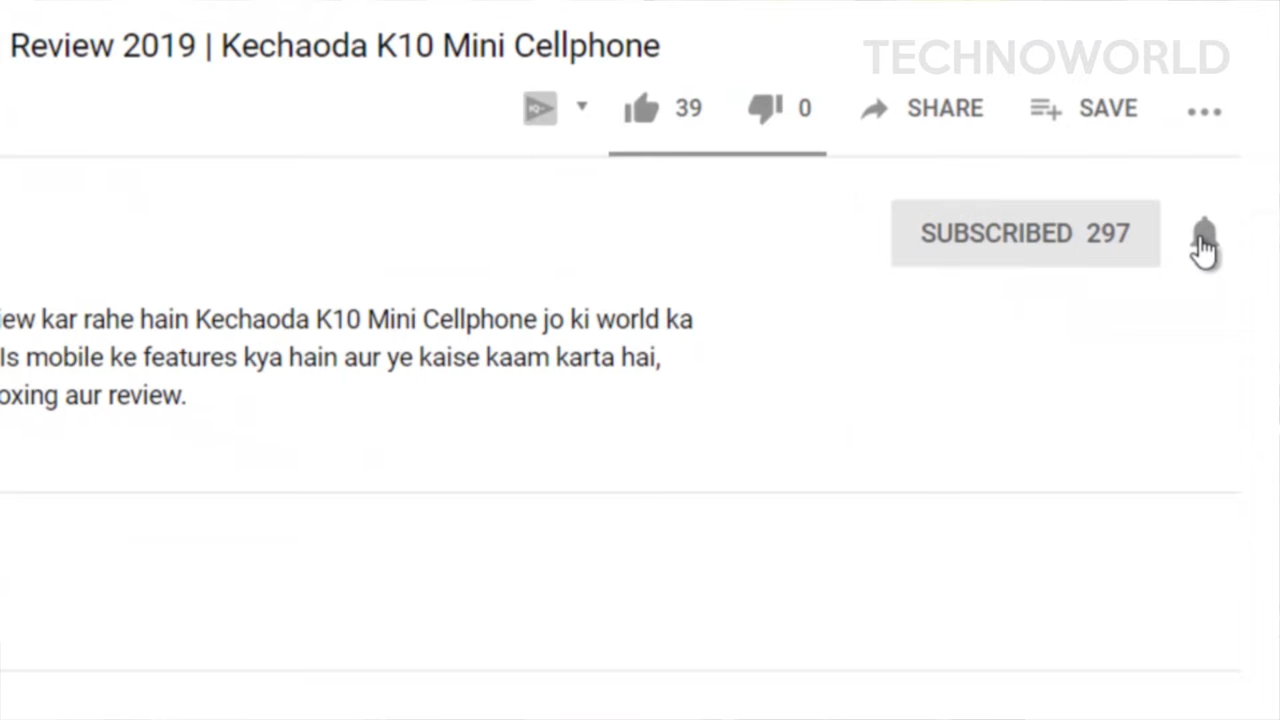 Review 2019 | Kechaoda K10 Mini Cellphone
TECHNOWORLD
39 0 SHARE SAVE
SUBSCRIBED 297
iew kar rahe hain Kechaoda K10 Mini Cellphone jo ki world ka
Is mobile ke features kya hain aur ye kaise kaam karta hai,
oxing aur review.